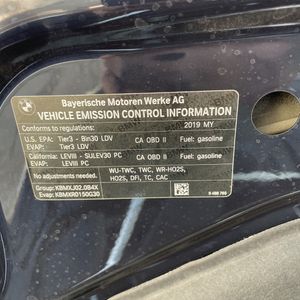 Bayerische Motoren Werke AG
VEHICLE EMISSION CONTROL INFORMATION
Conforms to regulations: 2019 MY
U.S. EPA: Tier3 - Bin30 LDV CA OBD II Fuel: gasoline
EVAP: Tier3 LDV
California: LEVIII - SULEV30 PC CA OBD II Fuel: gasoline
EVAP: LEVIII PC
No adjustments needed. WU-TWC, TWC, WR-HO2S,
HO2S, DFI, TC, CAC
Group: KBMXJ02.0B4X
Evap: KBMXR0150G30